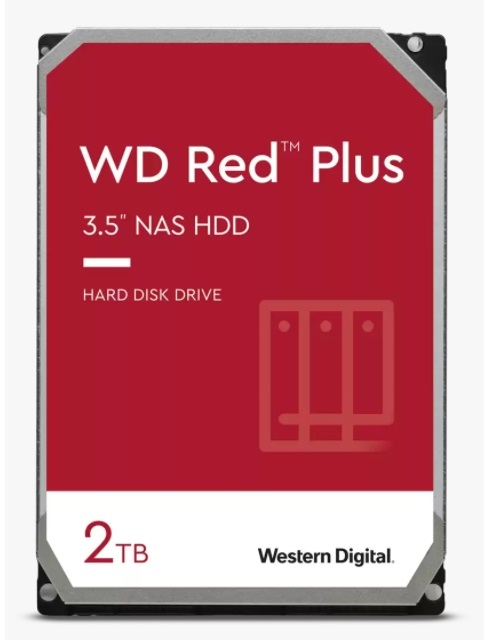 WD Red™ Plus
3.5" NAS HDD
HARD DISK DRIVE
2TB
Western Digital.